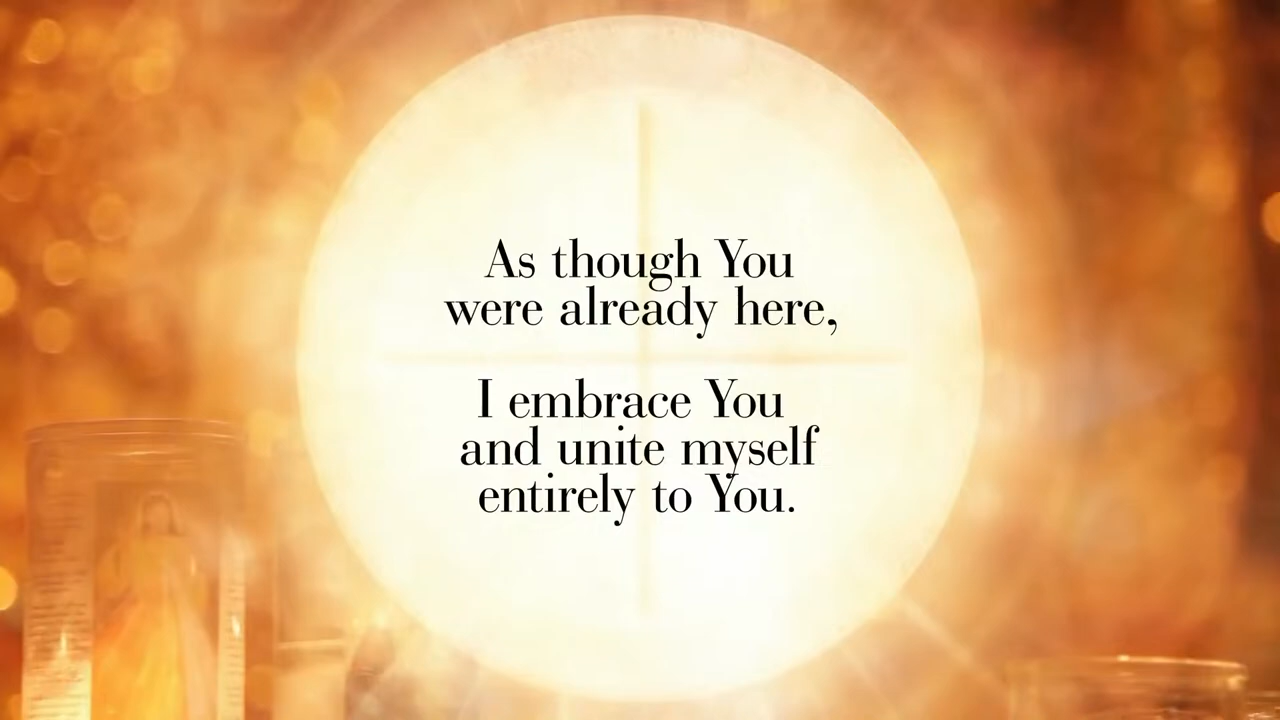 As though You
were already here,
I embrace You
and unite myself
entirely to You.